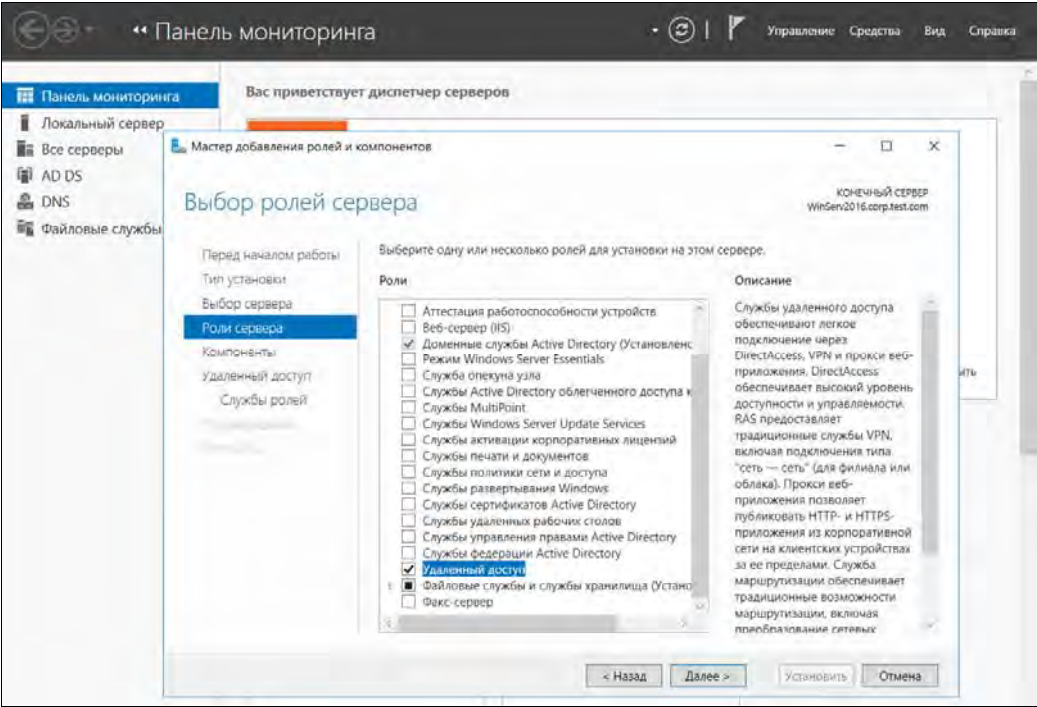 Панель мониторинга
Управление Средства Вид Справка
Панель мониторинга
Локальный сервер
Все серверы
AD DS
DNS
Файловые службы
Вас приветствует диспетчер серверов
Мастер добавления ролей и компонентов
Выбор ролей сервера
КОНЕЧНЫЙ СЕРВЕР
WinServ2016.corp.test.com
Перед началом работы
Тип установки
Выбор сервера
Роли сервера
Компоненты
Удаленный доступ
Службы ролей
Выберите одну или несколько ролей для установки на этом сервере.
Роли
Аттестация работоспособности устройств
Веб-сервер (IIS)
Доменные службы Active Directory (Установленс
Режим Windows Server Essentials
Служба опекуна узла
Службы Active Directory облегченного доступа к
Службы MultiPoint
Службы Windows Server Update Services
Службы активации корпоративных лицензий
Службы печати и документов
Службы политики сети и доступа
Службы развертывания Windows
Службы сертификатов Active Directory
Службы удаленных рабочих столов
Службы управления правами Active Directory
Службы федерации Active Directory
Удаленный доступ
Файловые службы и службы хранилища (Устано
Факс-сервер
Описание
Службы удаленного доступа
обеспечивают легкое
подключение через
DirectAccess, VPN и прокси веб-
приложения. DirectAccess
обеспечивает высокий уровень
доступности и управляемости.
RAS предоставляет
традиционные службы VPN,
включая подключения типа
"сеть — сеть" (для филиала или
облака). Прокси веб-
приложения позволяет
публиковать HTTP- и HTTPS-
приложения из корпоративной
сети на клиентских устройствах
за ее пределами. Служба
маршрутизации обеспечивает
традиционные возможности
маршрутизации, включая
преобразование сетевых
ить
< Назад
Далее >
Установить
Отмена